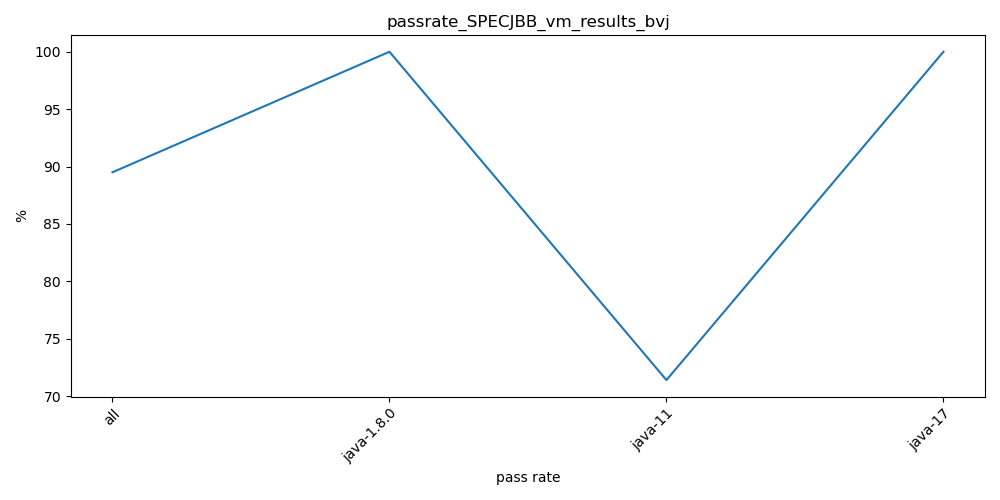 passrate_SPECJBB_vm_results_bvj
100
95
90
85
80
75
70
%
all
java-1.8.0
java-11
java-17
pass rate